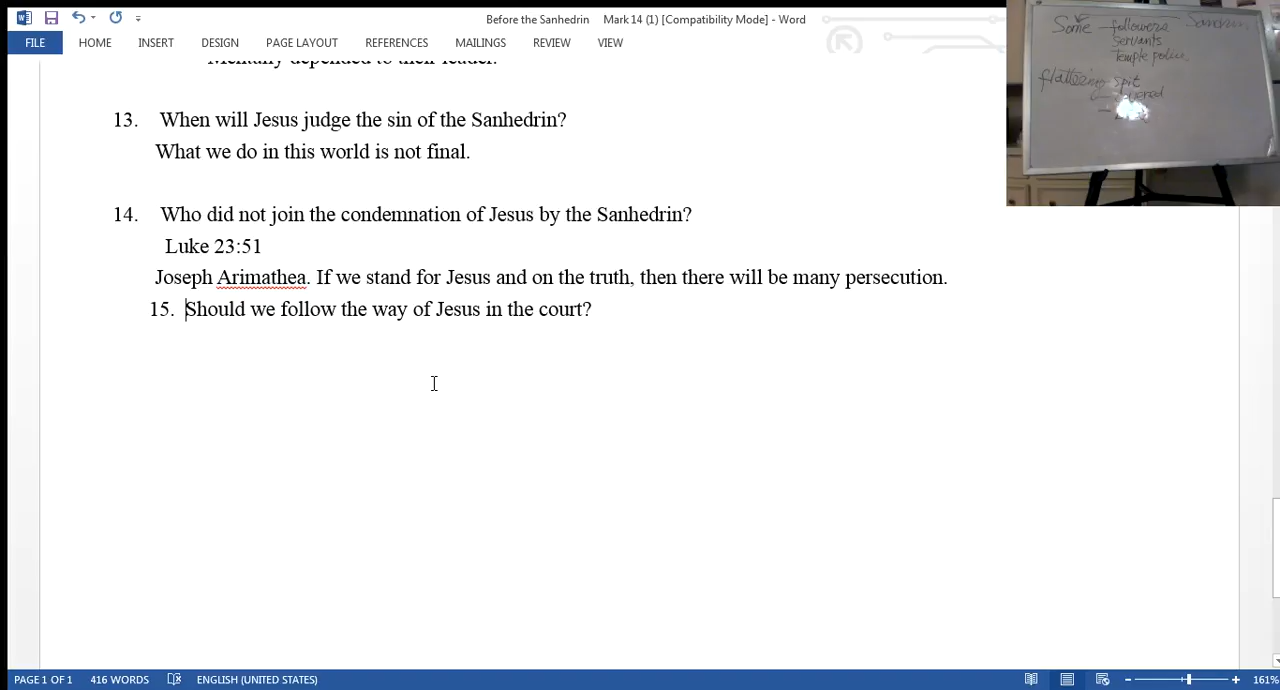 Before the Sanhedrin Mark 14 (1) [Compatibility Mode] - Word
FILE HOME INSERT DESIGN PAGE LAYOUT REFERENCES MAILINGS REVIEW VIEW
Mentally depended to their leader.
13. When will Jesus judge the sin of the Sanhedrin?
What we do in this world is not final.
14. Who did not join the condemnation of Jesus by the Sanhedrin?
Luke 23:51
Joseph Arimathea. If we stand for Jesus and on the truth, then there will be many persecution.
15. Should we follow the way of Jesus in the court?
Some followers
Servants
Temple police
flattering spit
PAGE 1 OF 1 416 WORDS ENGLISH (UNITED STATES) 161%